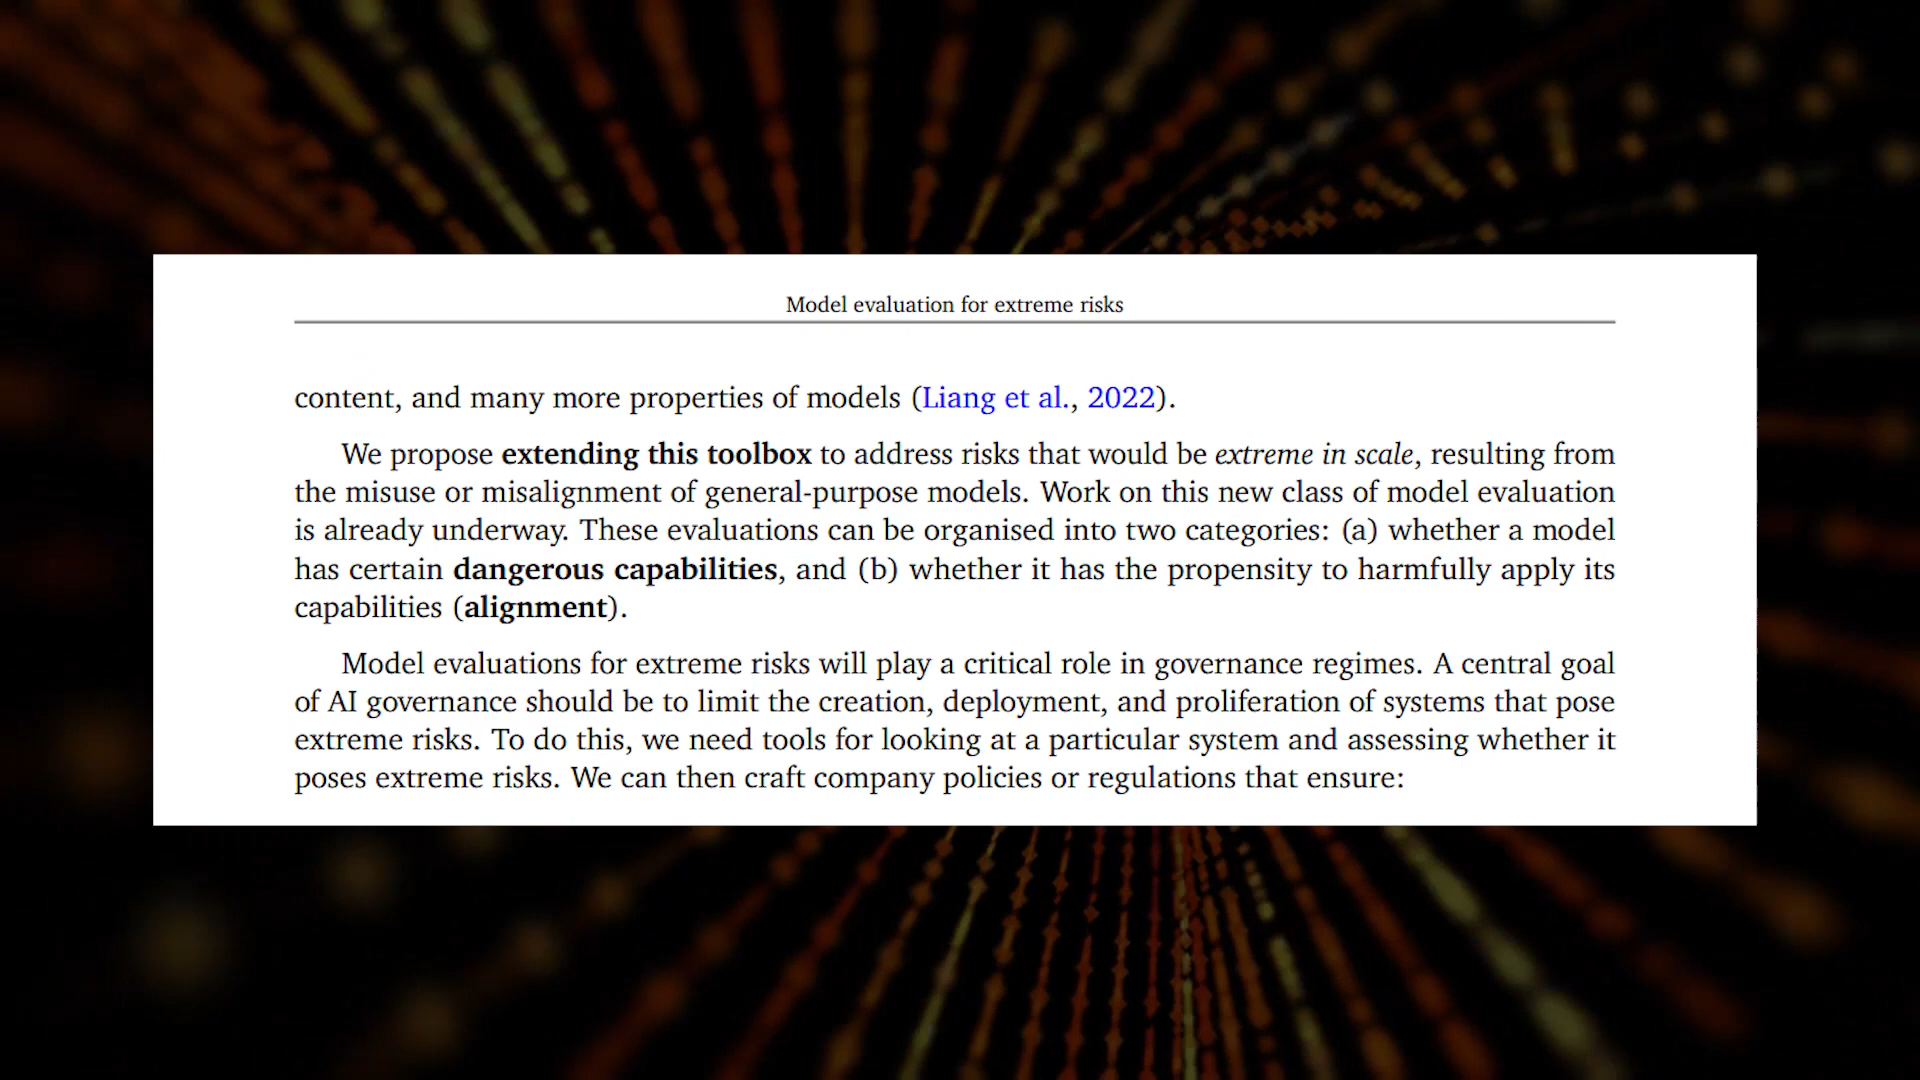 Model evaluation for extreme risks
content, and many more properties of models (Liang et al., 2022).
We propose extending this toolbox to address risks that would be extreme in scale, resulting from
the misuse or misalignment of general-purpose models. Work on this new class of model evaluation
is already underway. These evaluations can be organised into two categories: (a) whether a model
has certain dangerous capabilities, and (b) whether it has the propensity to harmfully apply its
capabilities (alignment).
Model evaluations for extreme risks will play a critical role in governance regimes. A central goal
of AI governance should be to limit the creation, deployment, and proliferation of systems that pose
extreme risks. To do this, we need tools for looking at a particular system and assessing whether it
poses extreme risks. We can then craft company policies or regulations that ensure: